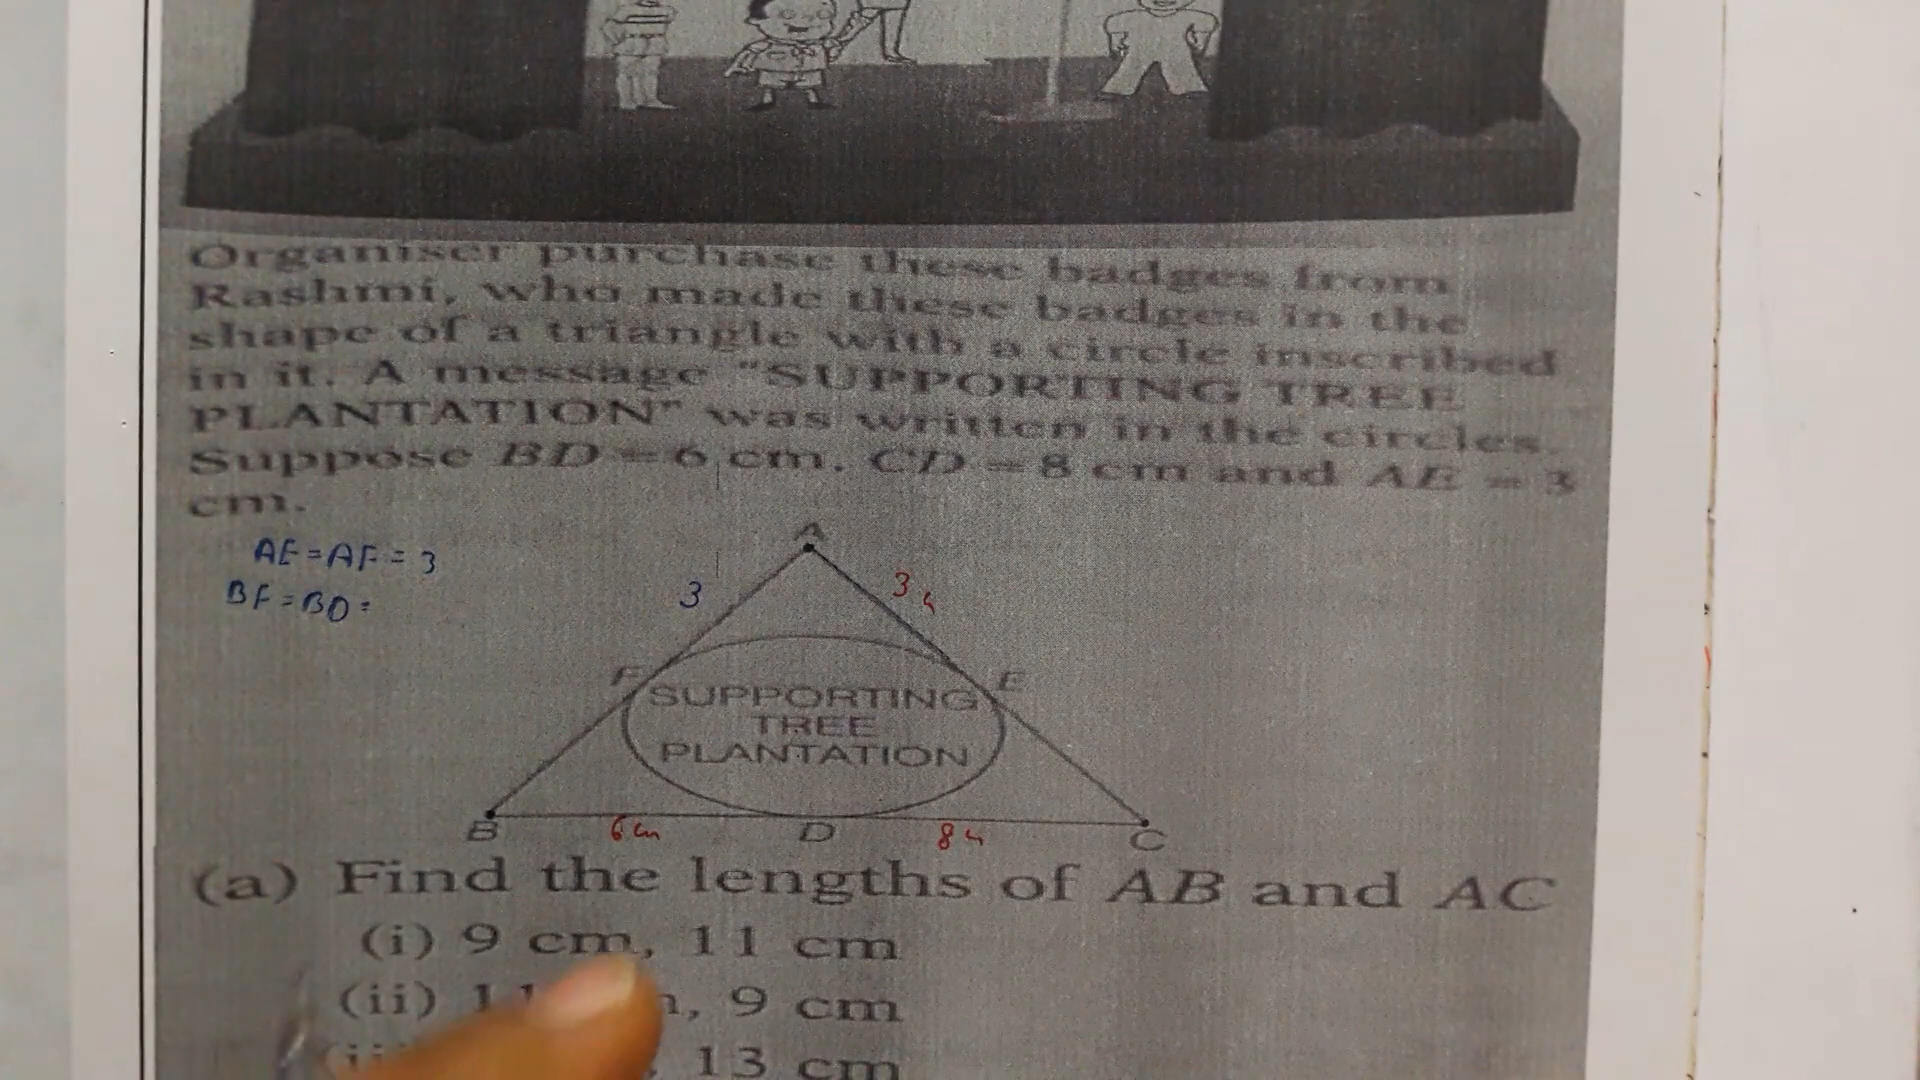 Organiser purchase these badges from
Rashmi, who made these badges in the
shape of a triangle with a circle inscribed
in it. A message "SUPPORTING TREE
PLANTATION" was written in the circles.
Suppose BD = 6 cm, CD = 8 cm and AE = 3
cm.
AE = AF = 3
BF = BD =
A
3
3
F
E
SUPPORTING
TREE
PLANTATION
B
6 cm
D
8
C
(a) Find the lengths of AB and AC
(i) 9 cm, 11 cm
(ii) 9 cm
13 cm